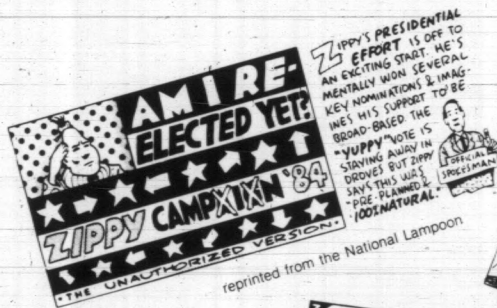 AM I RE-
ELECTED YET?
ZIPPY CAMPXIXN '84
•THE UNAUTHORIZED VERSION•
ZIPPY'S PRESIDENTIAL
EFFORT IS OFF TO
AN EXCITING START. HE'S
MENTALLY WON SEVERAL
KEY NOMINATIONS & IMAG-
INES HIS SUPPORT TO BE
BROAD-BASED. THE
"YUPPY" VOTE IS
STAYING AWAY IN
DROVES BUT ZIPPY
SAYS THIS WAS
"PRE-PLANNED &
100% NATURAL."
OFFICIAL
SPOKESMAN
reprinted from the National Lampoon